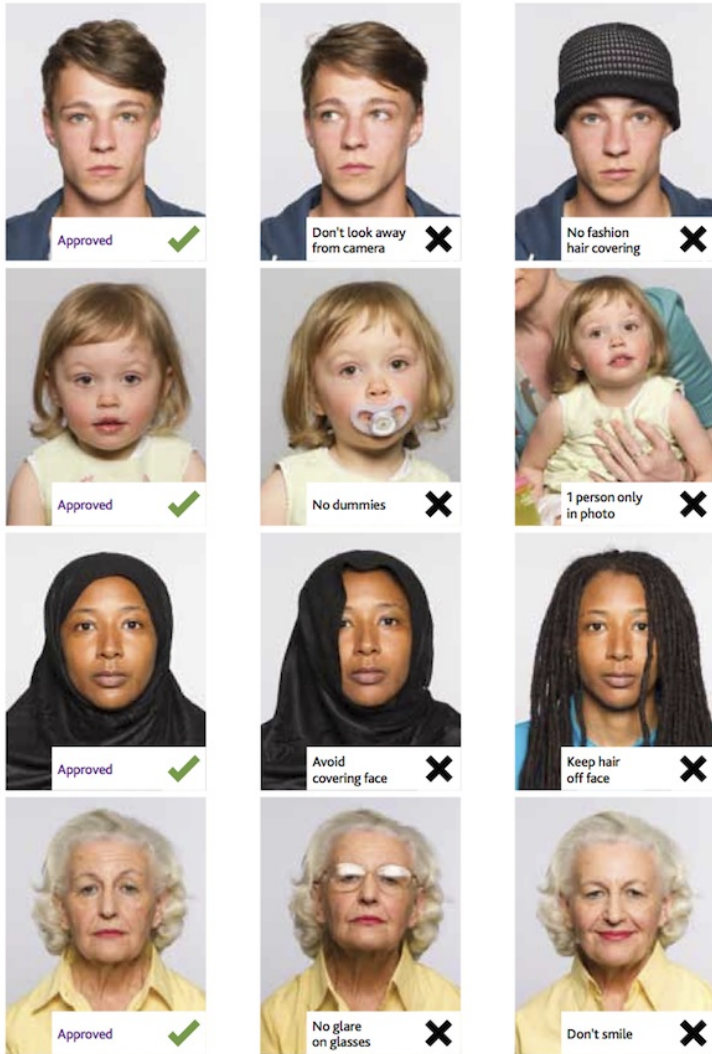 Approved
Don't look away
from camera
No fashion
hair covering
Approved
No dummies
1 person only
in photo
Approved
Avoid
covering face
Keep hair
off face
Approved
No glare
on glasses
Don't smile